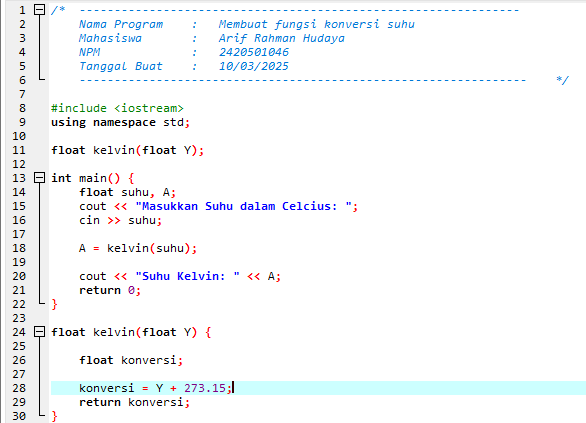 1 /* ---------------------------------------------------------------
2 Nama Program : Membuat fungsi konversi suhu
3 Mahasiswa : Arif Rahman Hudaya
4 NPM : 2420501046
5 Tanggal Buat : 10/03/2025
6 ---------------------------------------------------------------- */
7
8 #include <iostream>
9 using namespace std;
10
11 float kelvin(float Y);
12
13 int main() {
14 float suhu, A;
15 cout << "Masukkan Suhu dalam Celcius: ";
16 cin >> suhu;
17
18 A = kelvin(suhu);
19
20 cout << "Suhu Kelvin: " << A;
21 return 0;
22 }
23
24 float kelvin(float Y) {
25
26 float konversi;
27
28 konversi = Y + 273.15;
29 return konversi;
30 }